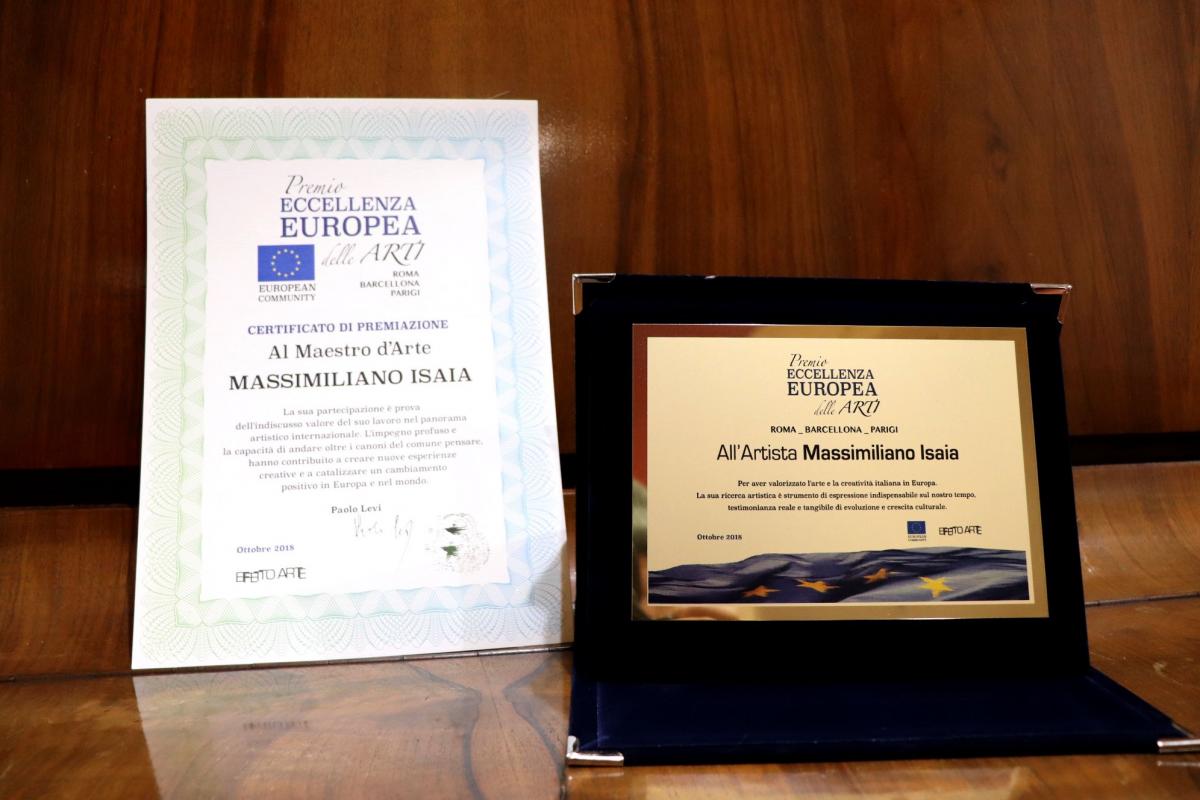 Premio
ECCELLENZA
EUROPEA
delle ARTI
EUROPEAN
COMMUNITY
ROMA
BARCELLONA
PARIGI
CERTIFICATO DI PREMIAZIONE
Al Maestro d'Arte
MASSIMILIANO ISAIA
La sua partecipazione è prova
dell'indiscusso valore del suo lavoro nel panorama
artistico internazionale. L'impegno profuso e
la capacità di andare oltre i canoni del comune pensare,
hanno contribuito a creare nuove esperienze
creative e a catalizzare un cambiamento
positivo in Europa e nel mondo.
Paolo Levi
Ottobre 2018
EFFETTO ARTE
Premio
ECCELLENZA
EUROPEA
delle ARTI
ROMA _ BARCELLONA _ PARIGI
All'Artista Massimiliano Isaia
Per aver valorizzato l'arte e la creatività italiana in Europa.
La sua ricerca artistica è strumento di espressione indispensabile sul nostro tempo,
testimonianza reale e tangibile di evoluzione e crescita culturale.
Ottobre 2018
EUROPEAN
COMMUNITY
EFFETTO ARTE